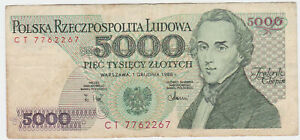 POLSKA RZECZPOSPOLITA LUDOWA
5000
CT 7762267
5000
PIĘĆ TYSIĘCY ZŁOTYCH
WARSZAWA, 1 GRUDNIA 1988
Fryderyk Chopin
5000
CT 7762267